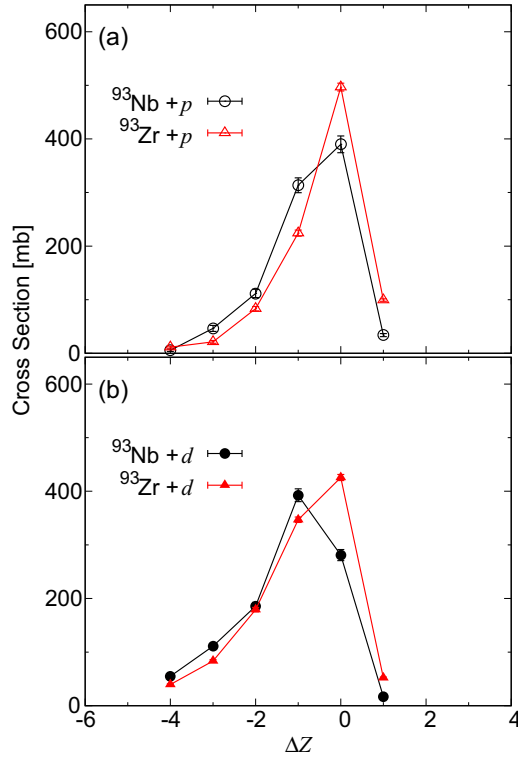 600
(a)
⁹³Nb + p
⁹³Zr + p
400
200
0
Cross Section [mb]
600
(b)
⁹³Nb + d
⁹³Zr + d
400
200
0
-6 -4 -2 0 2 4
ΔZ